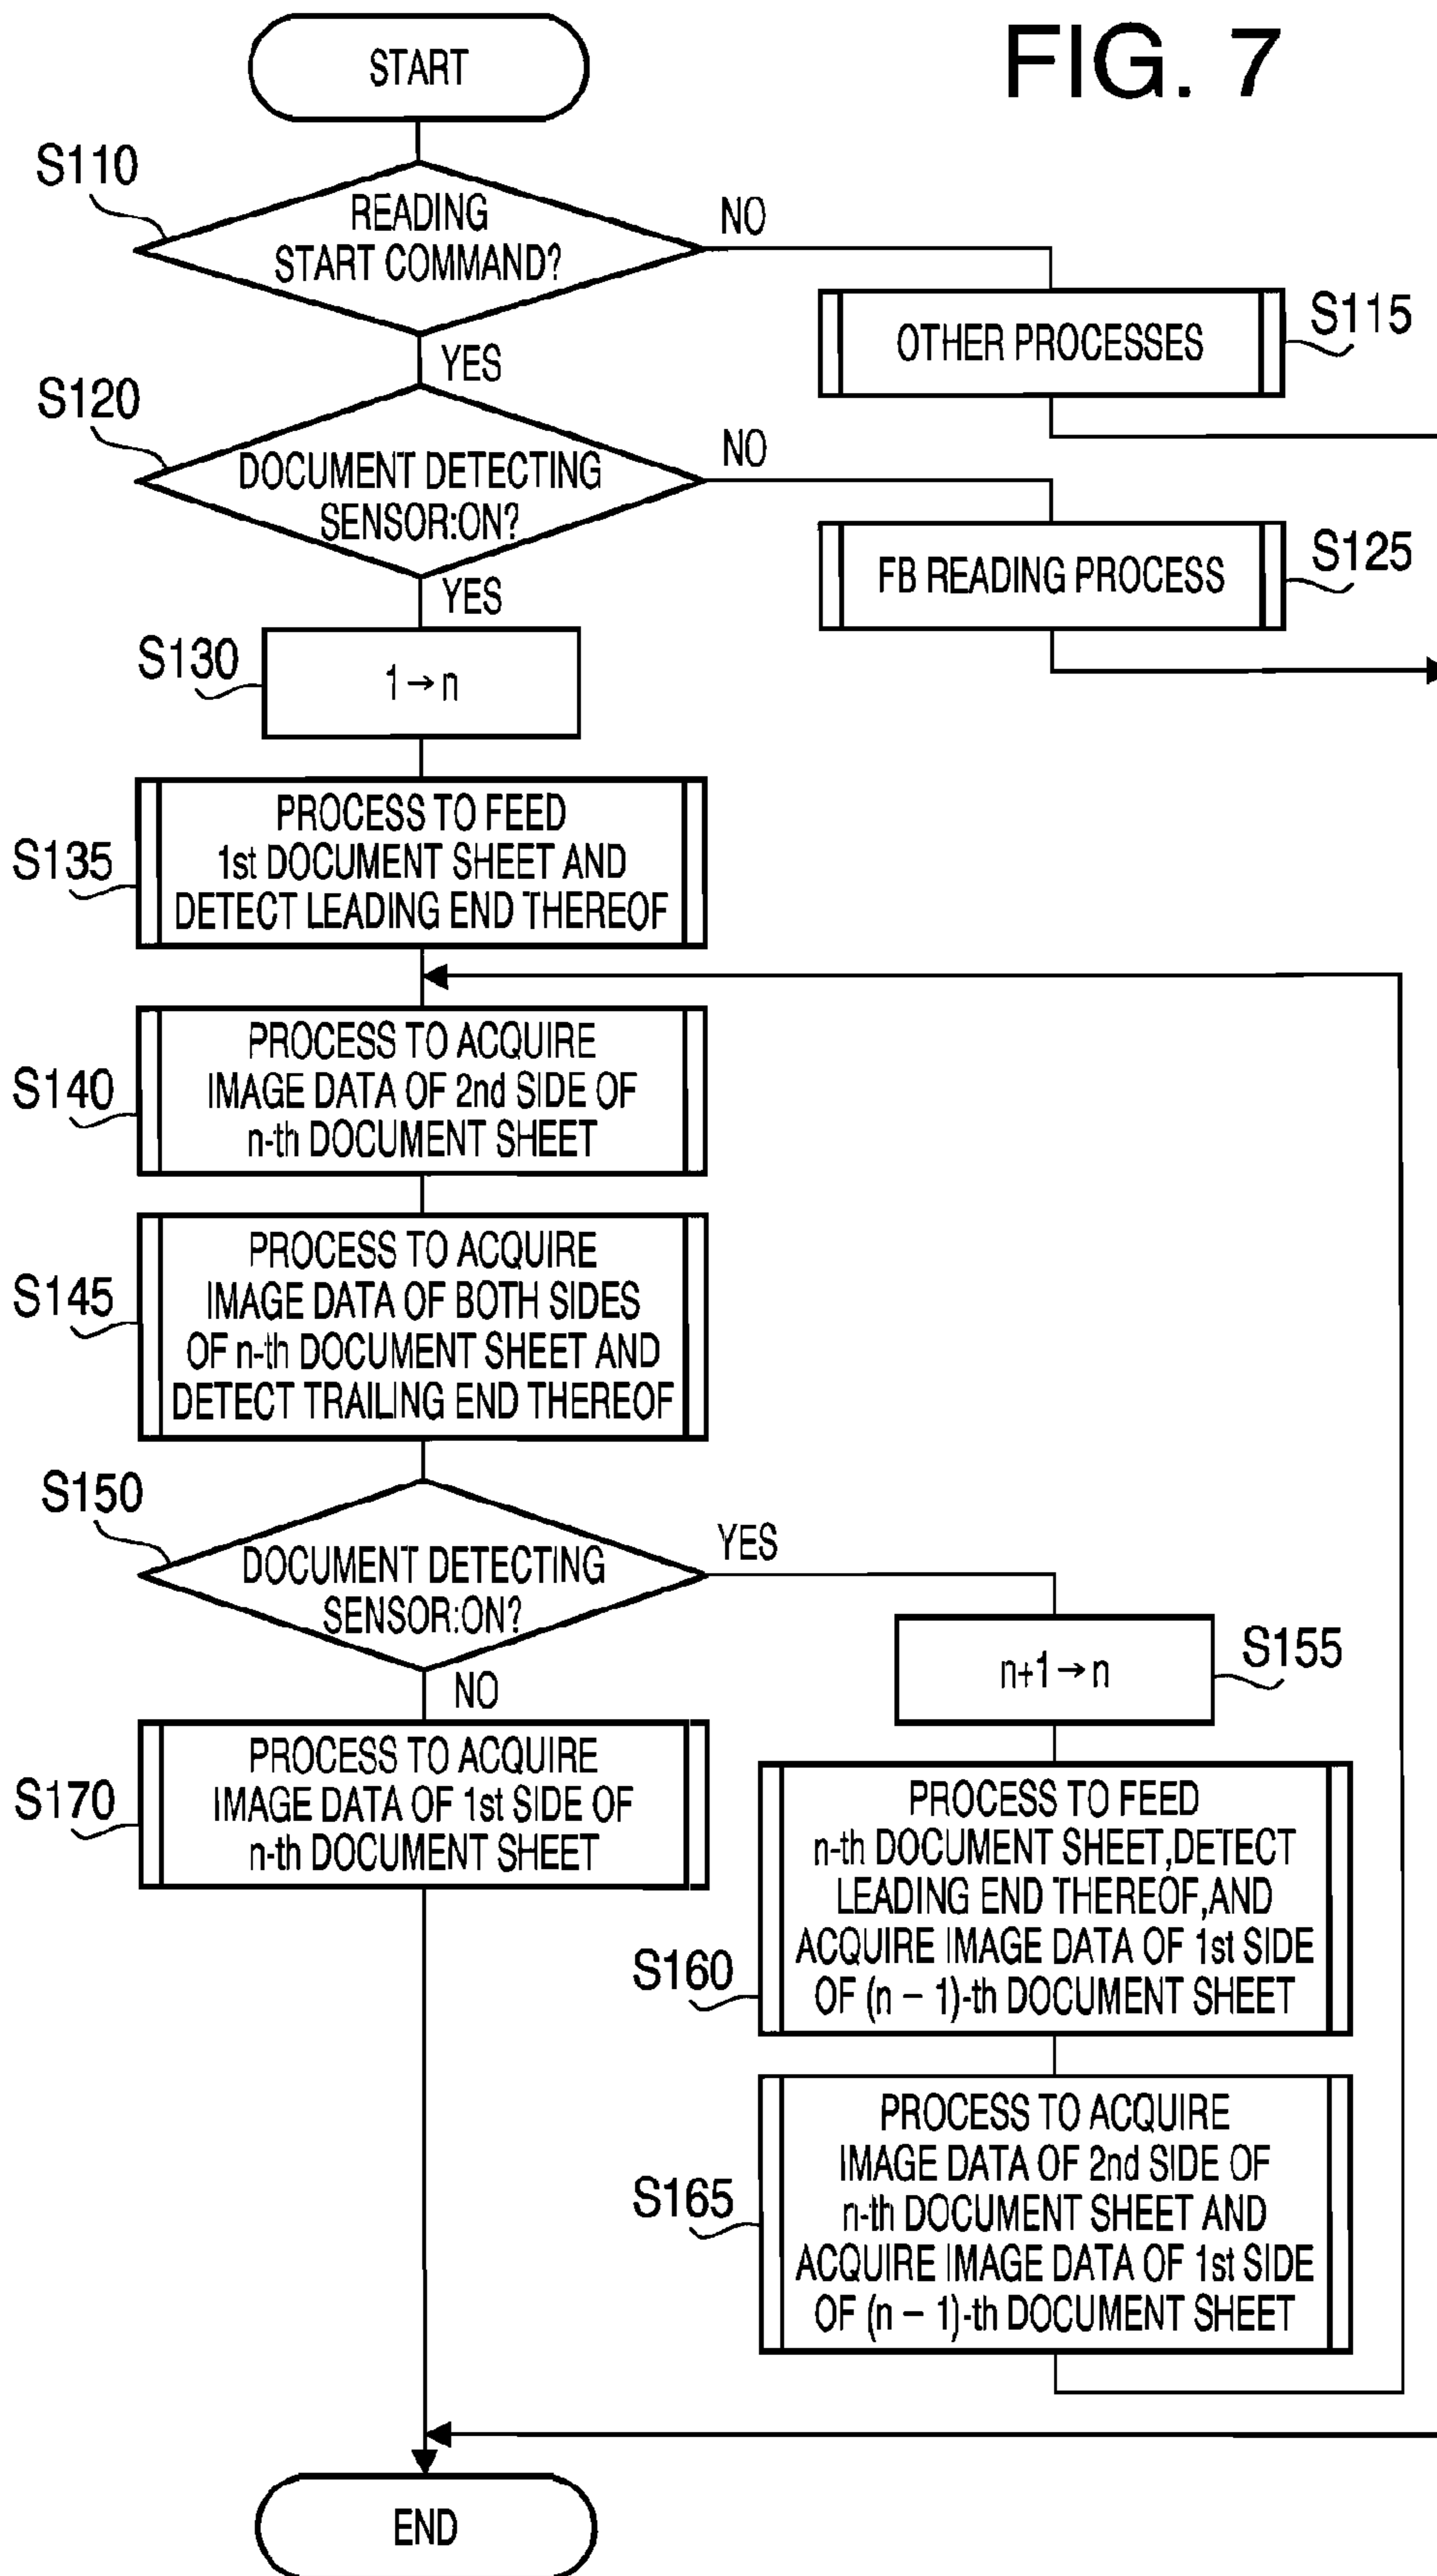 FIG. 7
START
S110
READING
START COMMAND?
NO
S115
OTHER PROCESSES
YES
S120
DOCUMENT DETECTING
SENSOR:ON?
NO
S125
FB READING PROCESS
YES
S130
1→n
S135
PROCESS TO FEED
1st DOCUMENT SHEET AND
DETECT LEADING END THEREOF
S140
PROCESS TO ACQUIRE
IMAGE DATA OF 2nd SIDE OF
n-th DOCUMENT SHEET
S145
PROCESS TO ACQUIRE
IMAGE DATA OF BOTH SIDES
OF n-th DOCUMENT SHEET AND
DETECT TRAILING END THEREOF
S150
DOCUMENT DETECTING
SENSOR:ON?
YES
S155
n+1→n
NO
S170
PROCESS TO ACQUIRE
IMAGE DATA OF 1st SIDE OF
n-th DOCUMENT SHEET
S160
PROCESS TO FEED
n-th DOCUMENT SHEET,DETECT
LEADING END THEREOF,AND
ACQUIRE IMAGE DATA OF 1st SIDE
OF (n – 1)-th DOCUMENT SHEET
S165
PROCESS TO ACQUIRE
IMAGE DATA OF 2nd SIDE OF
n-th DOCUMENT SHEET AND
ACQUIRE IMAGE DATA OF 1st SIDE
OF (n – 1)-th DOCUMENT SHEET
END